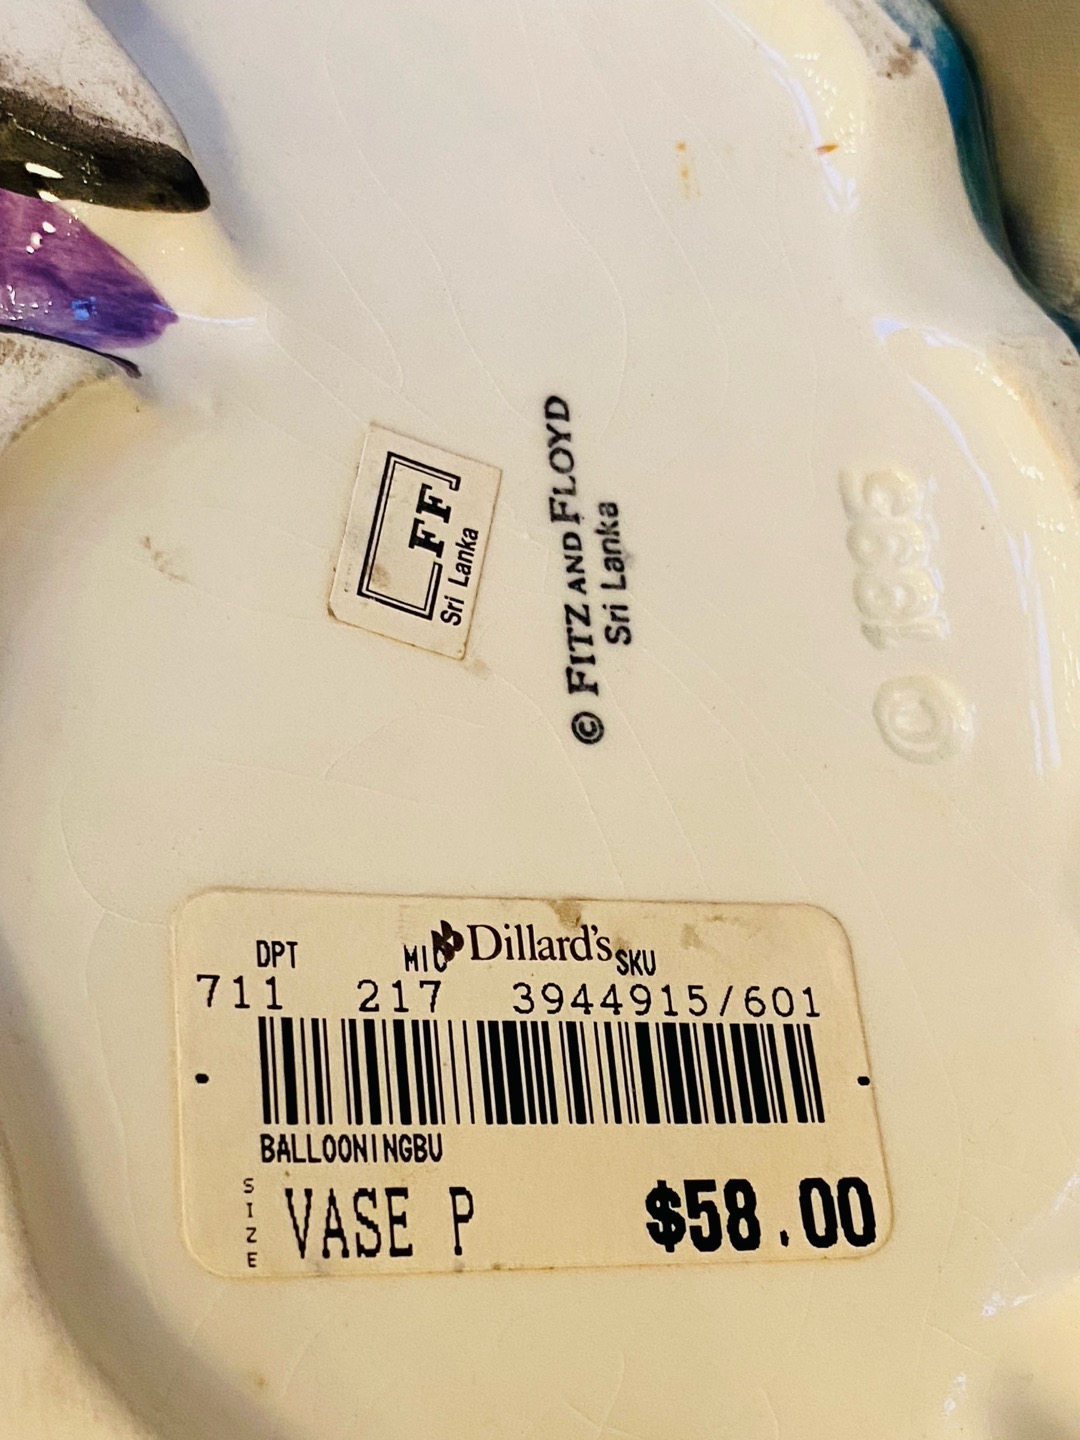 FF
Sri Lanka
© FITZ AND FLOYD
Sri Lanka
© 1995
Dillard's
DPT MIC SKU
711 217 3944915/601
BALLOONINGBU
SIZE
VASE P $58.00